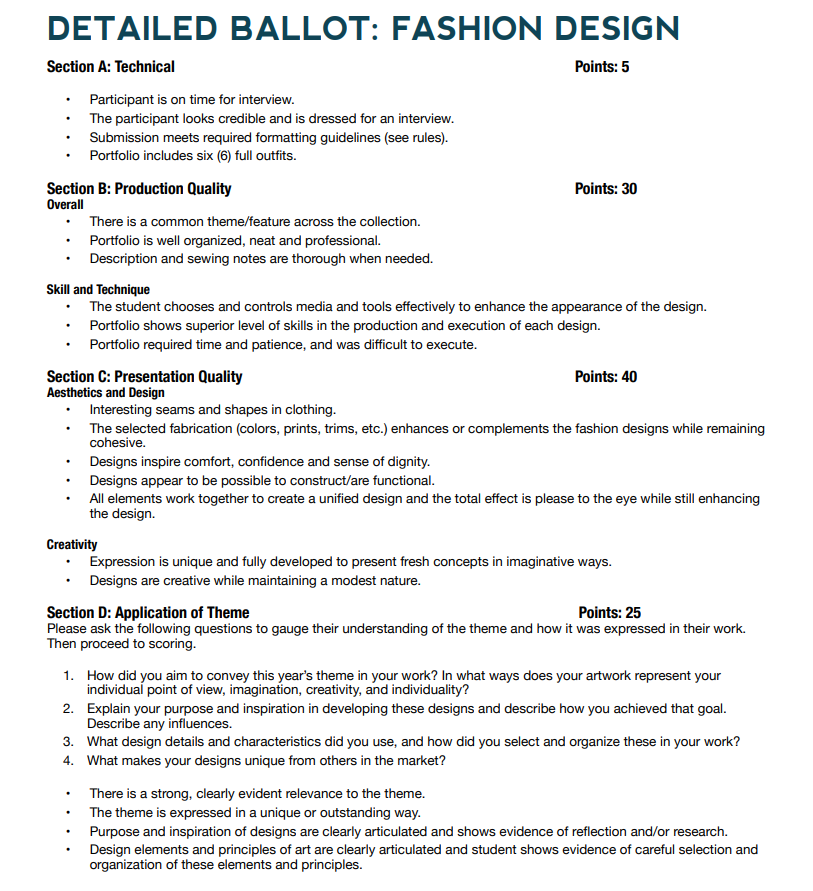 DETAILED BALLOT: FASHION DESIGN
Section A: Technical Points: 5
• Participant is on time for interview.
• The participant looks credible and is dressed for an interview.
• Submission meets required formatting guidelines (see rules).
• Portfolio includes six (6) full outfits.
Section B: Production Quality Points: 30
Overall
• There is a common theme/feature across the collection.
• Portfolio is well organized, neat and professional.
• Description and sewing notes are thorough when needed.
Skill and Technique
• The student chooses and controls media and tools effectively to enhance the appearance of the design.
• Portfolio shows superior level of skills in the production and execution of each design.
• Portfolio required time and patience, and was difficult to execute.
Section C: Presentation Quality Points: 40
Aesthetics and Design
• Interesting seams and shapes in clothing.
• The selected fabrication (colors, prints, trims, etc.) enhances or complements the fashion designs while remaining
cohesive.
• Designs inspire comfort, confidence and sense of dignity.
• Designs appear to be possible to construct/are functional.
• All elements work together to create a unified design and the total effect is please to the eye while still enhancing
the design.
Creativity
• Expression is unique and fully developed to present fresh concepts in imaginative ways.
• Designs are creative while maintaining a modest nature.
Section D: Application of Theme Points: 25
Please ask the following questions to gauge their understanding of the theme and how it was expressed in their work.
Then proceed to scoring.
1. How did you aim to convey this year's theme in your work? In what ways does your artwork represent your
individual point of view, imagination, creativity, and individuality?
2. Explain your purpose and inspiration in developing these designs and describe how you achieved that goal.
Describe any influences.
3. What design details and characteristics did you use, and how did you select and organize these in your work?
4. What makes your designs unique from others in the market?
• There is a strong, clearly evident relevance to the theme.
• The theme is expressed in a unique or outstanding way.
• Purpose and inspiration of designs are clearly articulated and shows evidence of reflection and/or research.
• Design elements and principles of art are clearly articulated and student shows evidence of careful selection and
organization of these elements and principles.